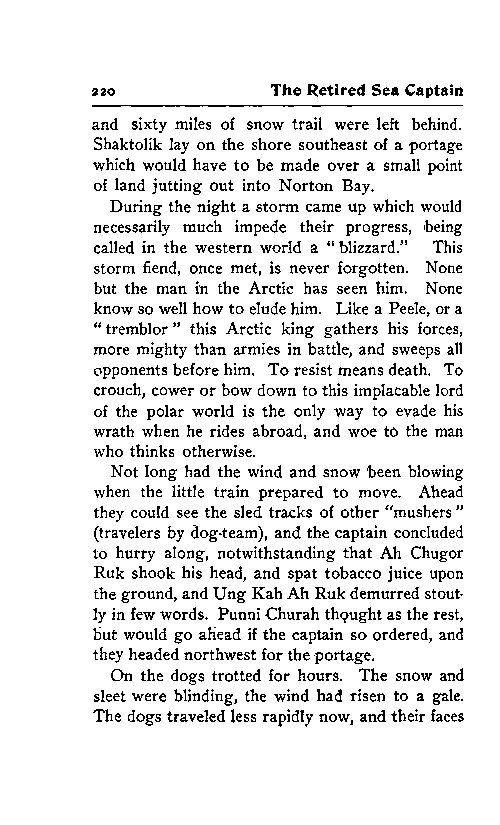 220 The Retired Sea Captain
and sixty miles of snow trail were left behind.
Shaktolik lay on the shore southeast of a portage
which would have to be made over a small point
of land jutting out into Norton Bay.
During the night a storm came up which would
necessarily much impede their progress, being
called in the western world a “ blizzard.” This
storm fiend, once met, is never forgotten. None
but the man in the Arctic has seen him. None
know so well how to elude him. Like a Peele, or a
“ tremblor ” this Arctic king gathers his forces,
more mighty than armies in battle, and sweeps all
opponents before him. To resist means death. To
crouch, cower or bow down to this implacable lord
of the polar world is the only way to evade his
wrath when he rides abroad, and woe to the man
who thinks otherwise.
Not long had the wind and snow been blowing
when the little train prepared to move. Ahead
they could see the sled tracks of other “mushers ”
(travelers by dog-team), and the captain concluded
to hurry along, notwithstanding that Ah Chugor
Ruk shook his head, and spat tobacco juice upon
the ground, and Ung Kah Ah Ruk demurred stout-
ly in few words. Punni Churah thought as the rest,
but would go ahead if the captain so ordered, and
they headed northwest for the portage.
On the dogs trotted for hours. The snow and
sleet were blinding, the wind had risen to a gale.
The dogs traveled less rapidly now, and their faces